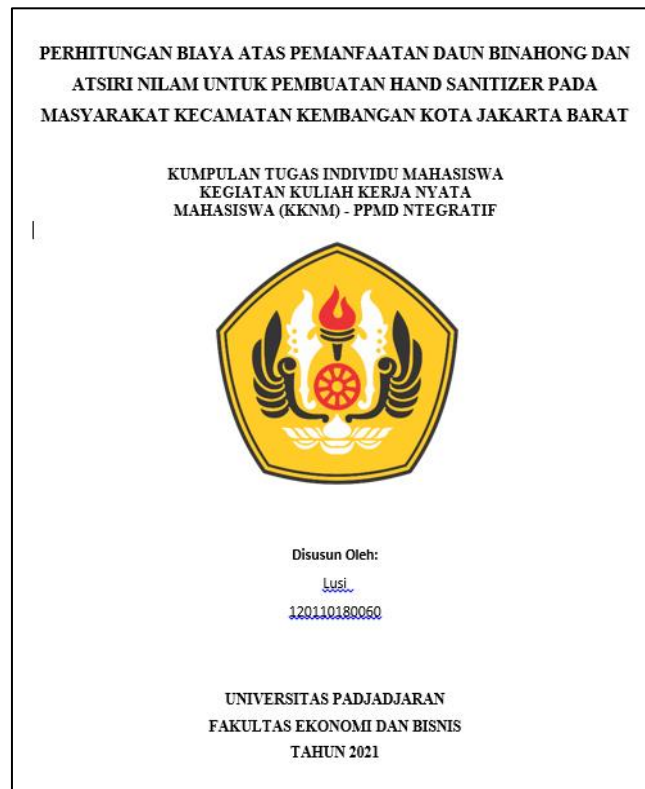 PERHITUNGAN BIAYA ATAS PEMANFAATAN DAUN BINAHONG DAN
ATSIRI NILAM UNTUK PEMBUATAN HAND SANITIZER PADA
MASYARAKAT KECAMATAN KEMBANGAN KOTA JAKARTA BARAT
KUMPULAN TUGAS INDIVIDU MAHASISWA
KEGIATAN KULIAH KERJA NYATA
MAHASISWA (KKNM) - PPMD NTEGRATIF
Disusun Oleh:
Lusi
120110180060
UNIVERSITAS PADJADJARAN
FAKULTAS EKONOMI DAN BISNIS
TAHUN 2021